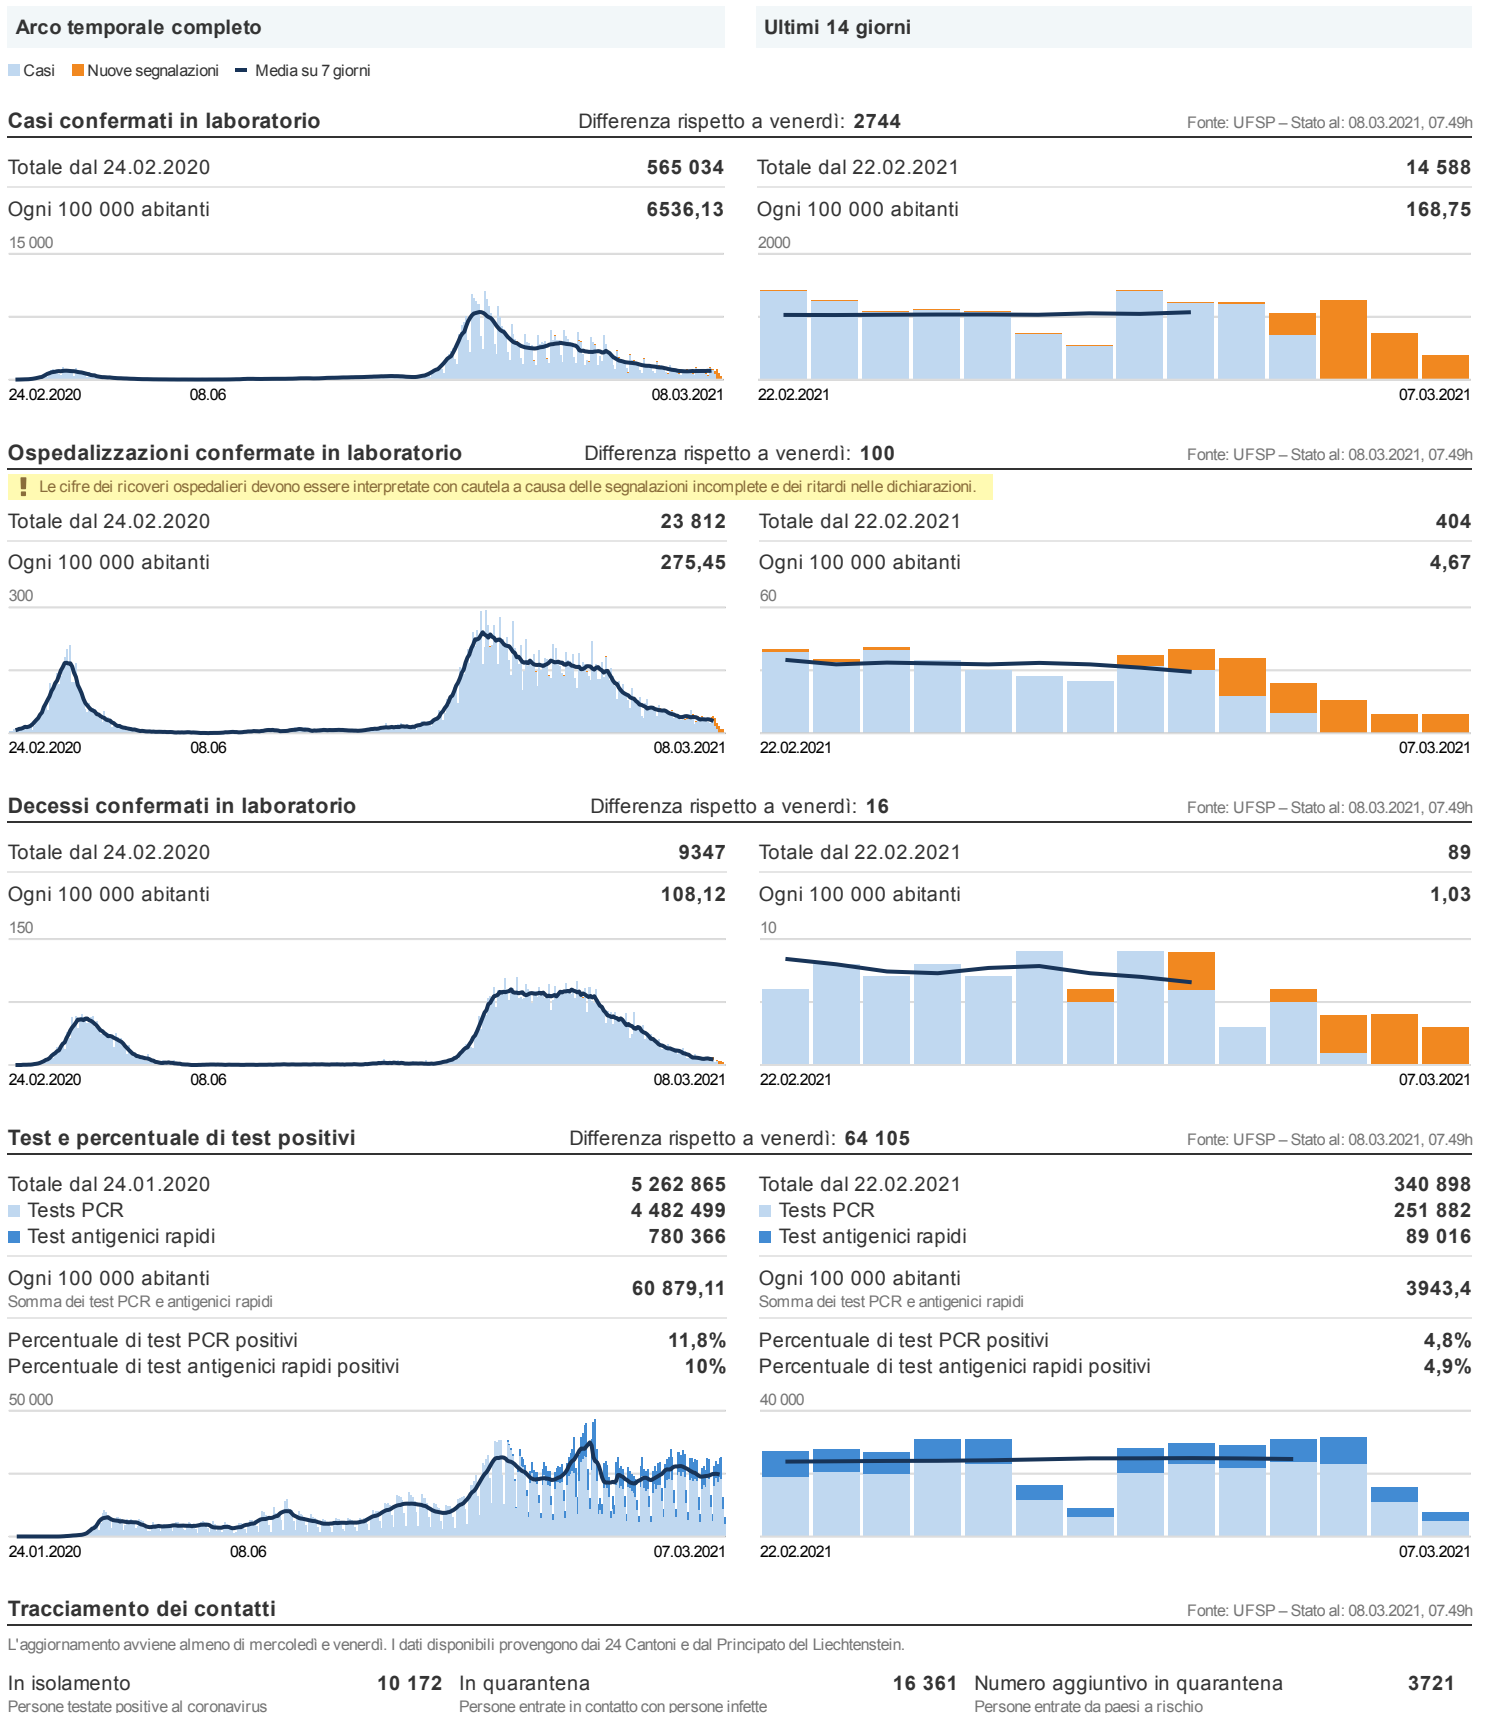 Arco temporale completo
Ultimi 14 giorni
Casi Nuove segnalazioni Media su 7 giorni
Casi confermati in laboratorio Differenza rispetto a venerdì: 2744 Fonte: UFSP – Stato al: 08.03.2021, 07.49h
Totale dal 24.02.2020 565 034
Ogni 100 000 abitanti 6536,13
15 000
24.02.2020 08.06 08.03.2021
Totale dal 22.02.2021 14 588
Ogni 100 000 abitanti 168,75
2000
22.02.2021 07.03.2021
Ospedalizzazioni confermate in laboratorio Differenza rispetto a venerdì: 100 Fonte: UFSP – Stato al: 08.03.2021, 07.49h
! Le cifre dei ricoveri ospedalieri devono essere interpretate con cautela a causa delle segnalazioni incomplete e dei ritardi nelle dichiarazioni.
Totale dal 24.02.2020 23 812
Ogni 100 000 abitanti 275,45
300
24.02.2020 08.06 08.03.2021
Totale dal 22.02.2021 404
Ogni 100 000 abitanti 4,67
60
22.02.2021 07.03.2021
Decessi confermati in laboratorio Differenza rispetto a venerdì: 16 Fonte: UFSP – Stato al: 08.03.2021, 07.49h
Totale dal 24.02.2020 9347
Ogni 100 000 abitanti 108,12
150
24.02.2020 08.06 08.03.2021
Totale dal 22.02.2021 89
Ogni 100 000 abitanti 1,03
10
22.02.2021 07.03.2021
Test e percentuale di test positivi Differenza rispetto a venerdì: 64 105 Fonte: UFSP – Stato al: 08.03.2021, 07.49h
Totale dal 24.01.2020 5 262 865
Tests PCR 4 482 499
Test antigenici rapidi 780 366
Ogni 100 000 abitanti 60 879,11
Somma dei test PCR e antigenici rapidi
Percentuale di test PCR positivi 11,8%
Percentuale di test antigenici rapidi positivi 10%
50 000
24.01.2020 08.06 07.03.2021
Totale dal 22.02.2021 340 898
Tests PCR 251 882
Test antigenici rapidi 89 016
Ogni 100 000 abitanti 3943,4
Somma dei test PCR e antigenici rapidi
Percentuale di test PCR positivi 4,8%
Percentuale di test antigenici rapidi positivi 4,9%
40 000
22.02.2021 07.03.2021
Tracciamento dei contatti Fonte: UFSP – Stato al: 08.03.2021, 07.49h
L'aggiornamento avviene almeno di mercoledì e venerdì. I dati disponibili provengono dai 24 Cantoni e dal Principato del Liechtenstein.
In isolamento 10 172 In quarantena 16 361 Numero aggiuntivo in quarantena 3721
Persone testate positive al coronavirus Persone entrate in contatto con persone infette Persone entrate da paesi a rischio